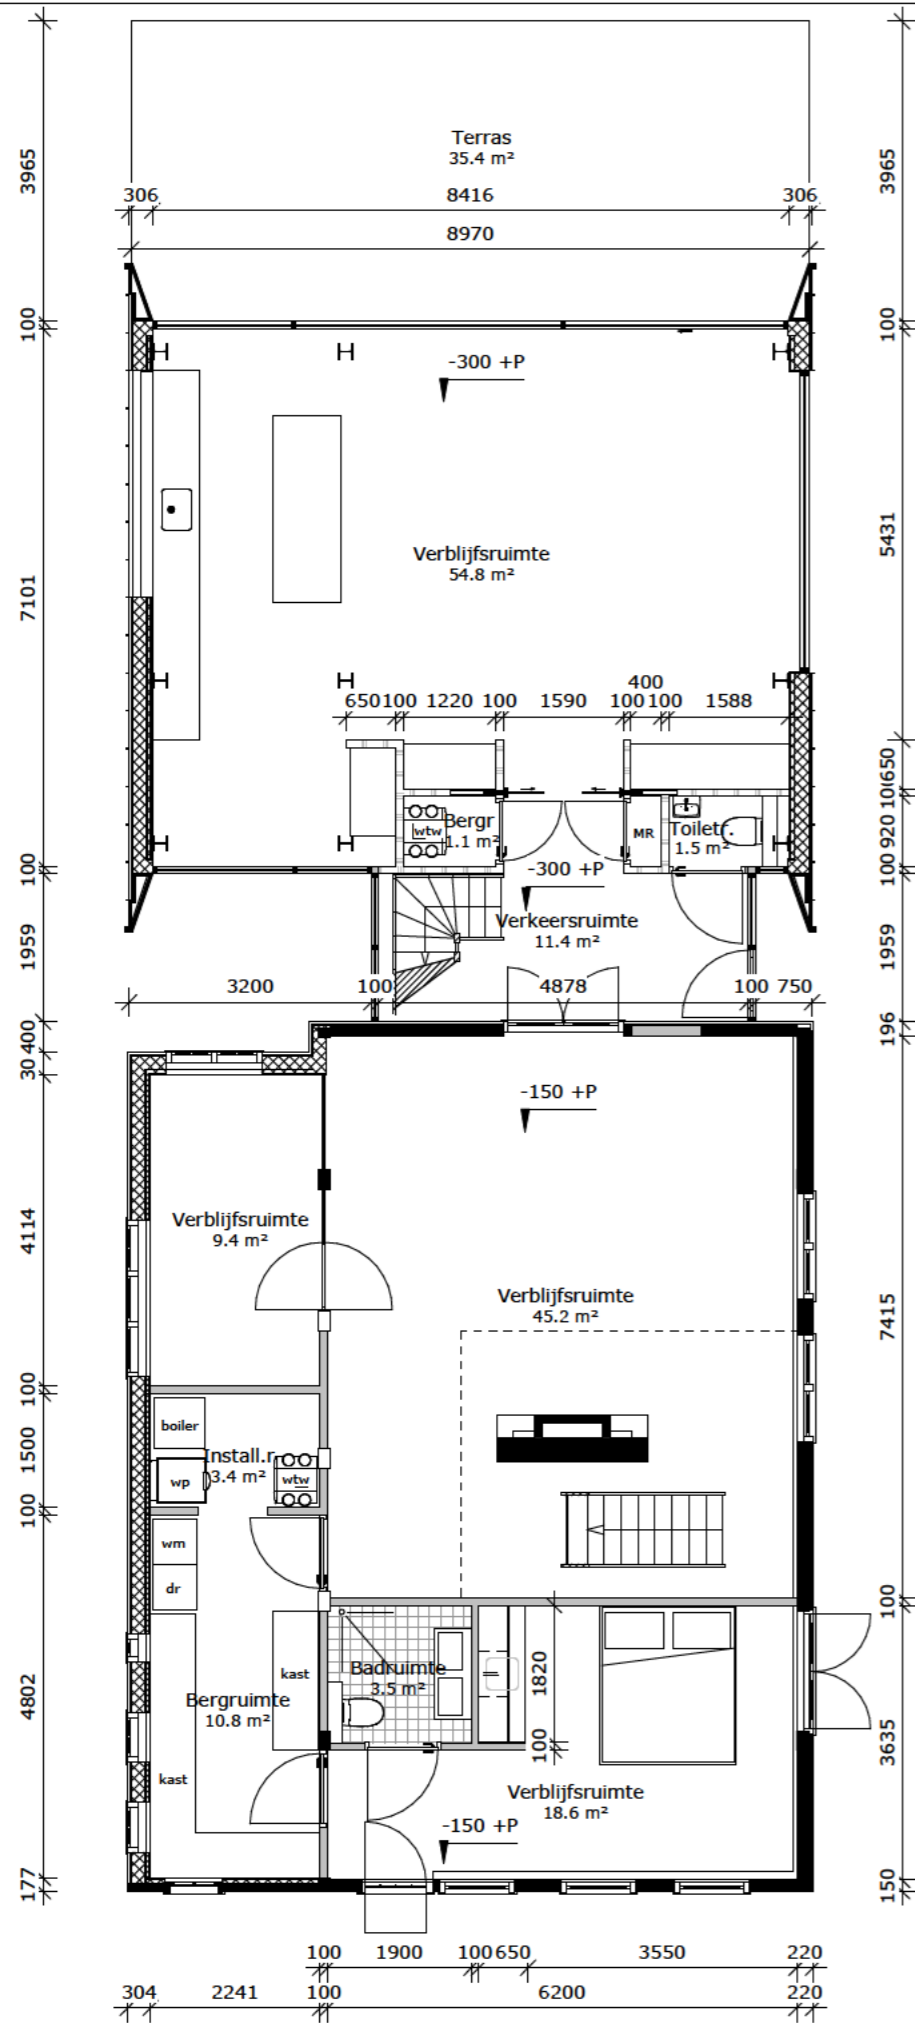 Terras
35.4 m²
3965
3965
306
8416
306
8970
100
100
-300 +P
7101
5431
Verblijfsruimte
54.8 m²
400
650 100 1220 100 1590 100 100 1588
650
100
920
100
100
Bergr
1.1 m²
wtw
MR
Toiletr.
1.5 m²
-300 +P
Verkeersruimte
11.4 m²
1959
1959
3200 100 4878 100 750
400
30
196
-150 +P
4114
7415
Verblijfsruimte
9.4 m²
Verblijfsruimte
45.2 m²
100
1500
100
boiler
Install.r.
3.4 m²
wp
wtw
wm
dr
100
4802
3635
kast
Badruimte
3.5 m²
1820
100
Bergruimte
10.8 m²
kast
Verblijfsruimte
18.6 m²
-150 +P
177
150
100 1900 100 650 3550 220
304 2241 100 6200 220